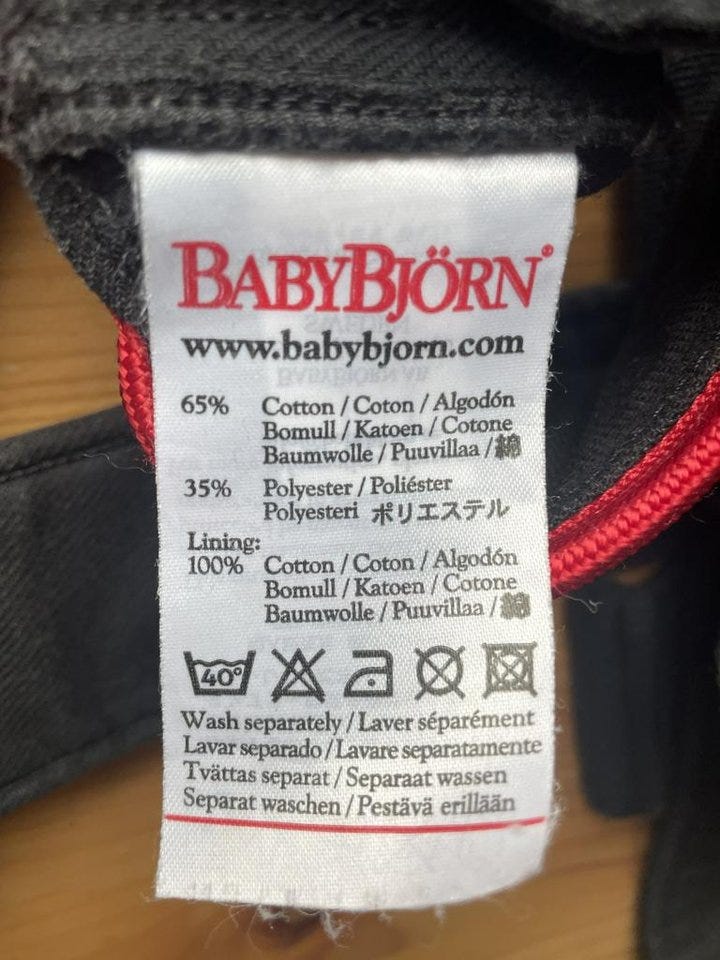 BABYBJÖRN®
www.babybjorn.com
65% Cotton / Coton / Algodón
Bomull / Katoen / Cotone
Baumwolle / Puuvillaa / 綿
35% Polyester / Poliéster
Polyesteri ポリエステル
Lining:
100% Cotton / Coton / Algodón
Bomull / Katoen / Cotone
Baumwolle / Puuvillaa / 綿
40°
Wash separately / Laver séparément
Lavar separado / Lavare separatamente
Tvättas separat / Separaat wassen
Separat waschen / Pestävä erillään